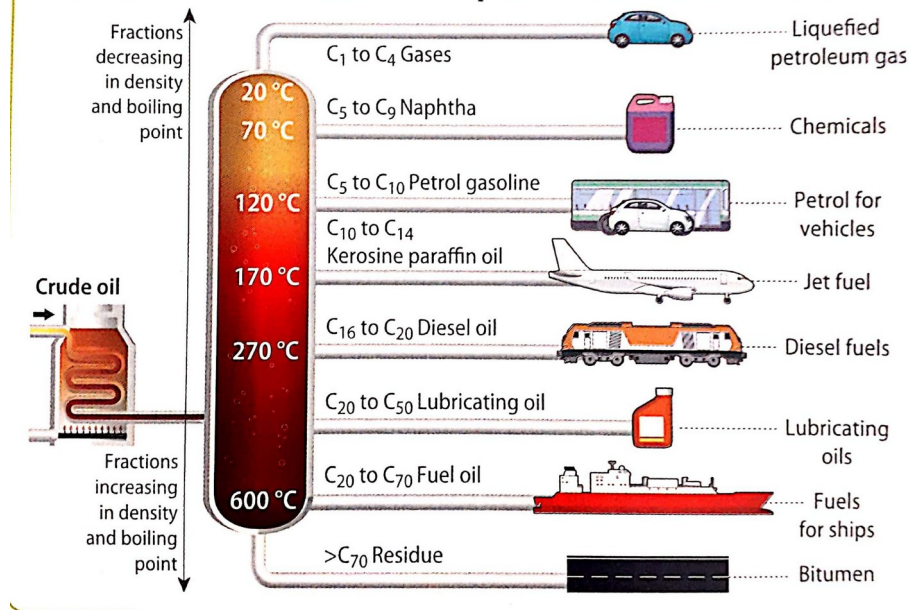 Fractions
decreasing
in density
and boiling
point
C₁ to C₄ Gases
Liquefied
petroleum gas
20 °C
C₅ to C₉ Naphtha
70 °C
Chemicals
C₅ to C₁₀ Petrol gasoline
120 °C
Petrol for
vehicles
C₁₀ to C₁₄
Kerosine paraffin oil
170 °C
Jet fuel
Crude oil
C₁₆ to C₂₀ Diesel oil
270 °C
Diesel fuels
C₂₀ to C₅₀ Lubricating oil
Lubricating
oils
Fractions
increasing
in density
and boiling
point
C₂₀ to C₇₀ Fuel oil
600 °C
Fuels
for ships
>C₇₀ Residue
Bitumen